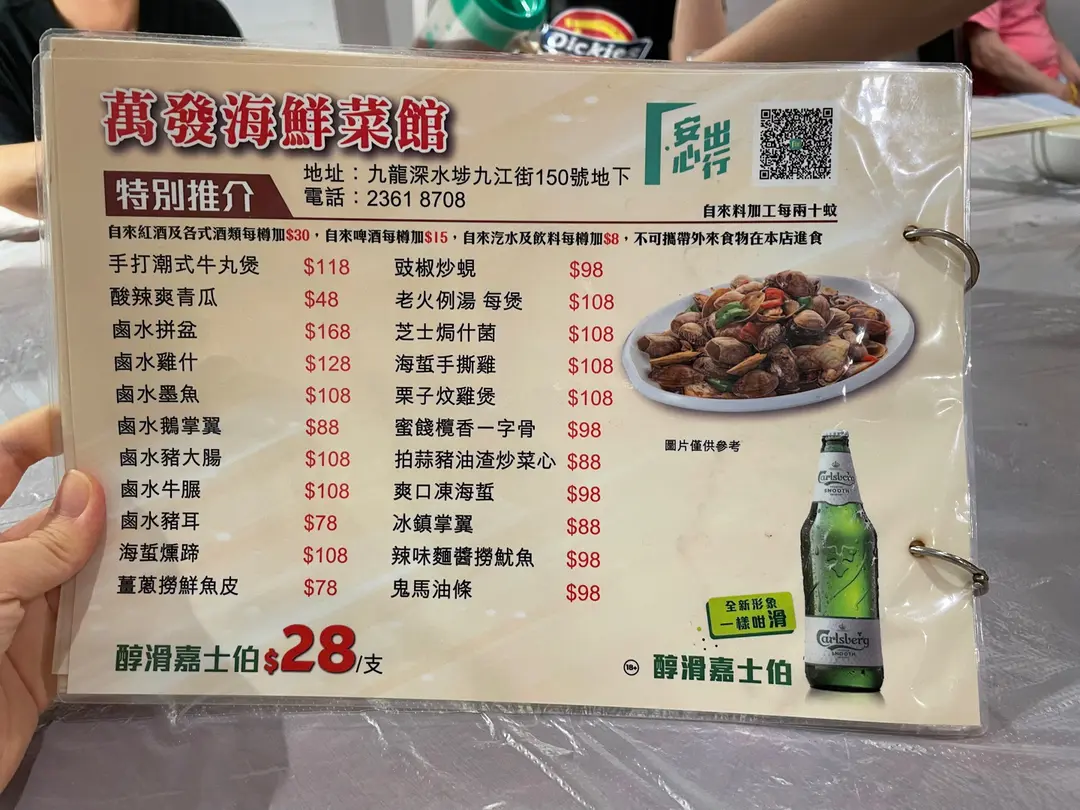 Dickies
萬發海鮮菜館
安心出行
特別推介
地址：九龍深水埗九江街150號地下
電話：2361 8708
自來料加工每兩十蚊
自來紅酒及各式酒類每樽加$30，自來啤酒每樽加$15，自來汽水及飲料每樽加$8，不可攜帶外來食物在本店進食
手打潮式牛丸煲 $118
酸辣爽青瓜 $48
鹵水拼盆 $168
鹵水雞什 $128
鹵水墨魚 $108
鹵水鵝掌翼 $88
鹵水豬大腸 $108
鹵水牛𦟌 $108
鹵水豬耳 $78
海蜇燻蹄 $108
薑蔥撈鮮魚皮 $78
豉椒炒蜆 $98
老火例湯 每煲 $108
芝士焗什菌 $108
海蜇手撕雞 $108
栗子炆雞煲 $108
蜜餞欖香一字骨 $98
拍蒜豬油渣炒菜心 $88
爽口凍海蜇 $98
冰鎮掌翼 $88
辣味麵醬撈魷魚 $98
鬼馬油條 $98
圖片僅供參考
Carlsberg
SMOOTH
全新形象
一樣咁滑
Carlsberg
SMOOTH
醇滑嘉士伯$28/支
18+ 醇滑嘉士伯